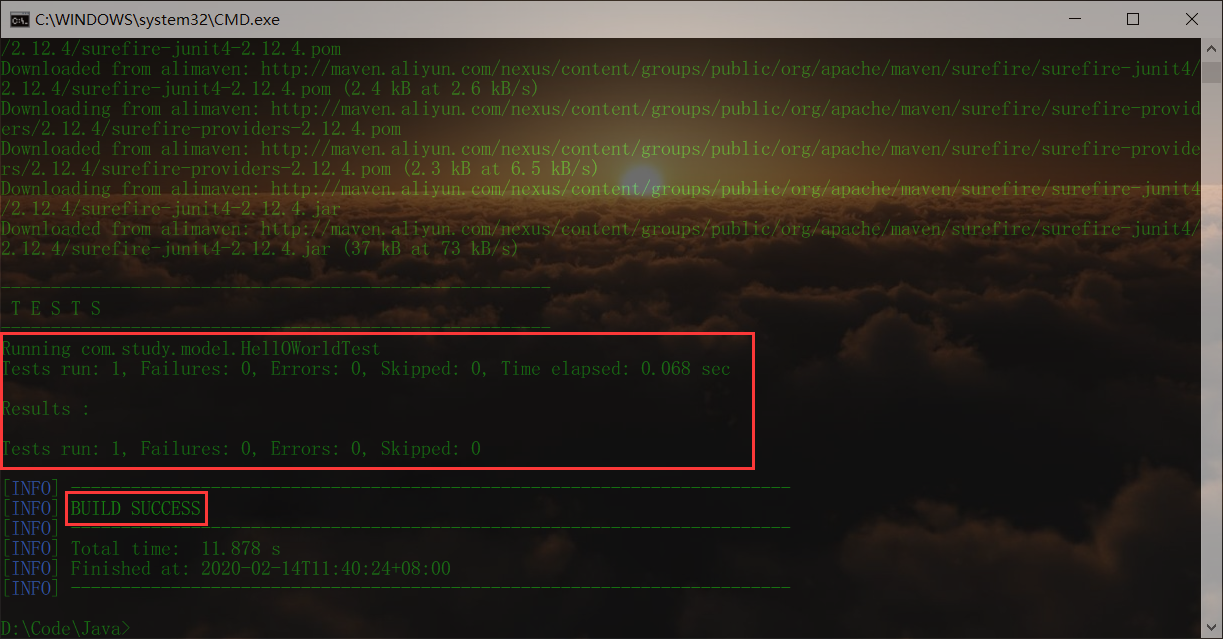 C:\WINDOWS\system32\CMD.exe
/2.12.4/surefire-junit4-2.12.4.pom
Downloaded from alimaven: http://maven.aliyun.com/nexus/content/groups/public/org/apache/maven/surefire/surefire-junit4/
2.12.4/surefire-junit4-2.12.4.pom (2.4 kB at 2.6 kB/s)
Downloading from alimaven: http://maven.aliyun.com/nexus/content/groups/public/org/apache/maven/surefire/surefire-provid
ers/2.12.4/surefire-providers-2.12.4.pom
Downloaded from alimaven: http://maven.aliyun.com/nexus/content/groups/public/org/apache/maven/surefire/surefire-provide
rs/2.12.4/surefire-providers-2.12.4.pom (2.3 kB at 6.5 kB/s)
Downloading from alimaven: http://maven.aliyun.com/nexus/content/groups/public/org/apache/maven/surefire/surefire-junit4
/2.12.4/surefire-junit4-2.12.4.jar
Downloaded from alimaven: http://maven.aliyun.com/nexus/content/groups/public/org/apache/maven/surefire/surefire-junit4/
2.12.4/surefire-junit4-2.12.4.jar (37 kB at 73 kB/s)
-------------------------------------------------------
T E S T S
-------------------------------------------------------
Running com.study.model.HellOWorldTest
Tests run: 1, Failures: 0, Errors: 0, Skipped: 0, Time elapsed: 0.068 sec
Results :
Tests run: 1, Failures: 0, Errors: 0, Skipped: 0
[INFO] ------------------------------------------------------------------------
[INFO] BUILD SUCCESS
[INFO] ------------------------------------------------------------------------
[INFO] Total time:  11.878 s
[INFO] Finished at: 2020-02-14T11:40:24+08:00
[INFO] ------------------------------------------------------------------------
D:\Code\Java>